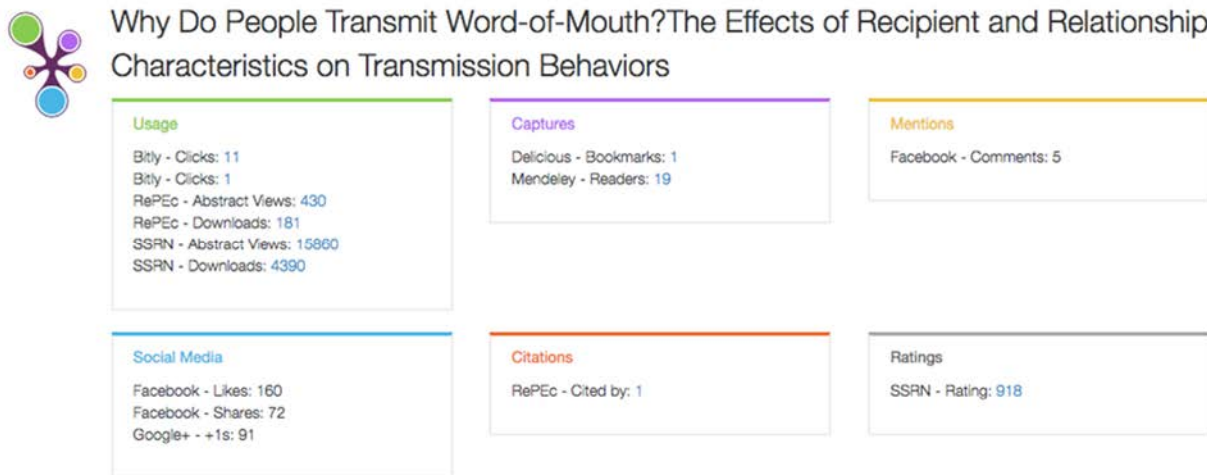 Why Do People Transmit Word-of-Mouth?The Effects of Recipient and Relationship
Characteristics on Transmission Behaviors
Usage
Bitly - Clicks: 11
Bitly - Clicks: 1
RePEc - Abstract Views: 430
RePEc - Downloads: 181
SSRN - Abstract Views: 15860
SSRN - Downloads: 4390
Captures
Delicious - Bookmarks: 1
Mendeley - Readers: 19
Mentions
Facebook - Comments: 5
Social Media
Facebook - Likes: 160
Facebook - Shares: 72
Google+ - +1s: 91
Citations
RePEc - Cited by: 1
Ratings
SSRN - Rating: 918